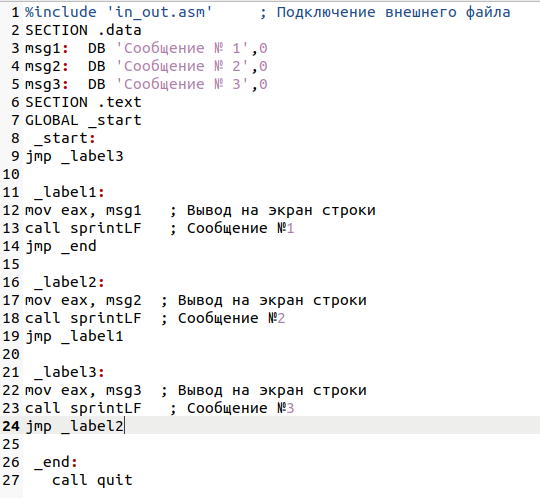 1 %include 'in_out.asm'     ; Подключение внешнего файла
2 SECTION .data
3 msg1:  DB 'Сообщение № 1',0
4 msg2:  DB 'Сообщение № 2',0
5 msg3:  DB 'Сообщение № 3',0
6 SECTION .text
7 GLOBAL _start
8  _start:
9 jmp _label3
10
11  _label1:
12 mov eax, msg1   ; Вывод на экран строки
13 call sprintLF   ; Сообщение №1
14 jmp _end
15
16  _label2:
17 mov eax, msg2  ; Вывод на экран строки
18 call sprintLF  ; Сообщение №2
19 jmp _label1
20
21  _label3:
22 mov eax, msg3  ; Вывод на экран строки
23 call sprintLF   ; Сообщение №3
24 jmp _label2
25
26  _end:
27    call quit